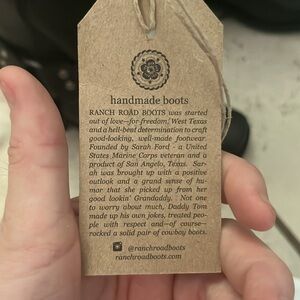 handmade boots
RANCH ROAD BOOTS was started
out of love—for freedom, West Texas
and a hell-bent determination to craft
good-looking, well-made footwear.
Founded by Sarah Ford - a United
States Marine Corps veteran and a
product of San Angelo, Texas. Sar-
ah was brought up with a positive
outlook and a grand sense of hu-
mor that she picked up from her
good lookin' Grandaddy. Not one
to worry about much, Daddy Tom
made up his own jokes, treated peo-
ple with respect and—of course—
rocked a solid pair of cowboy boots.
@ranchroadboots
ranchroadboots.com